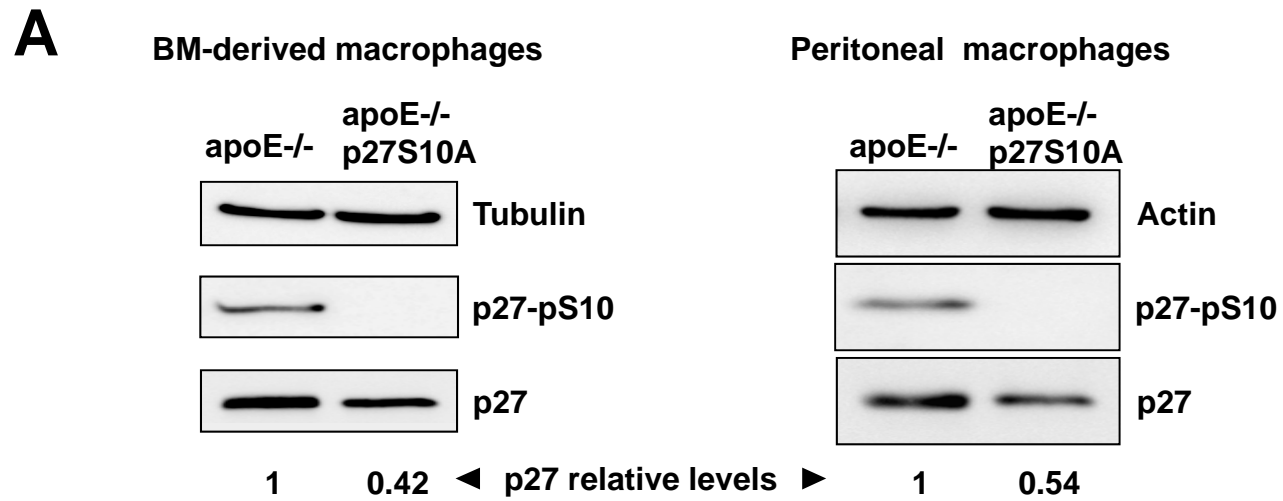 A
BM-derived macrophages
apoE-/-
apoE-/-
p27S10A
Tubulin
p27-pS10
p27
Peritoneal macrophages
apoE-/-
apoE-/-
p27S10A
Actin
p27-pS10
p27
1 0.42 ◄ p27 relative levels ► 1 0.54